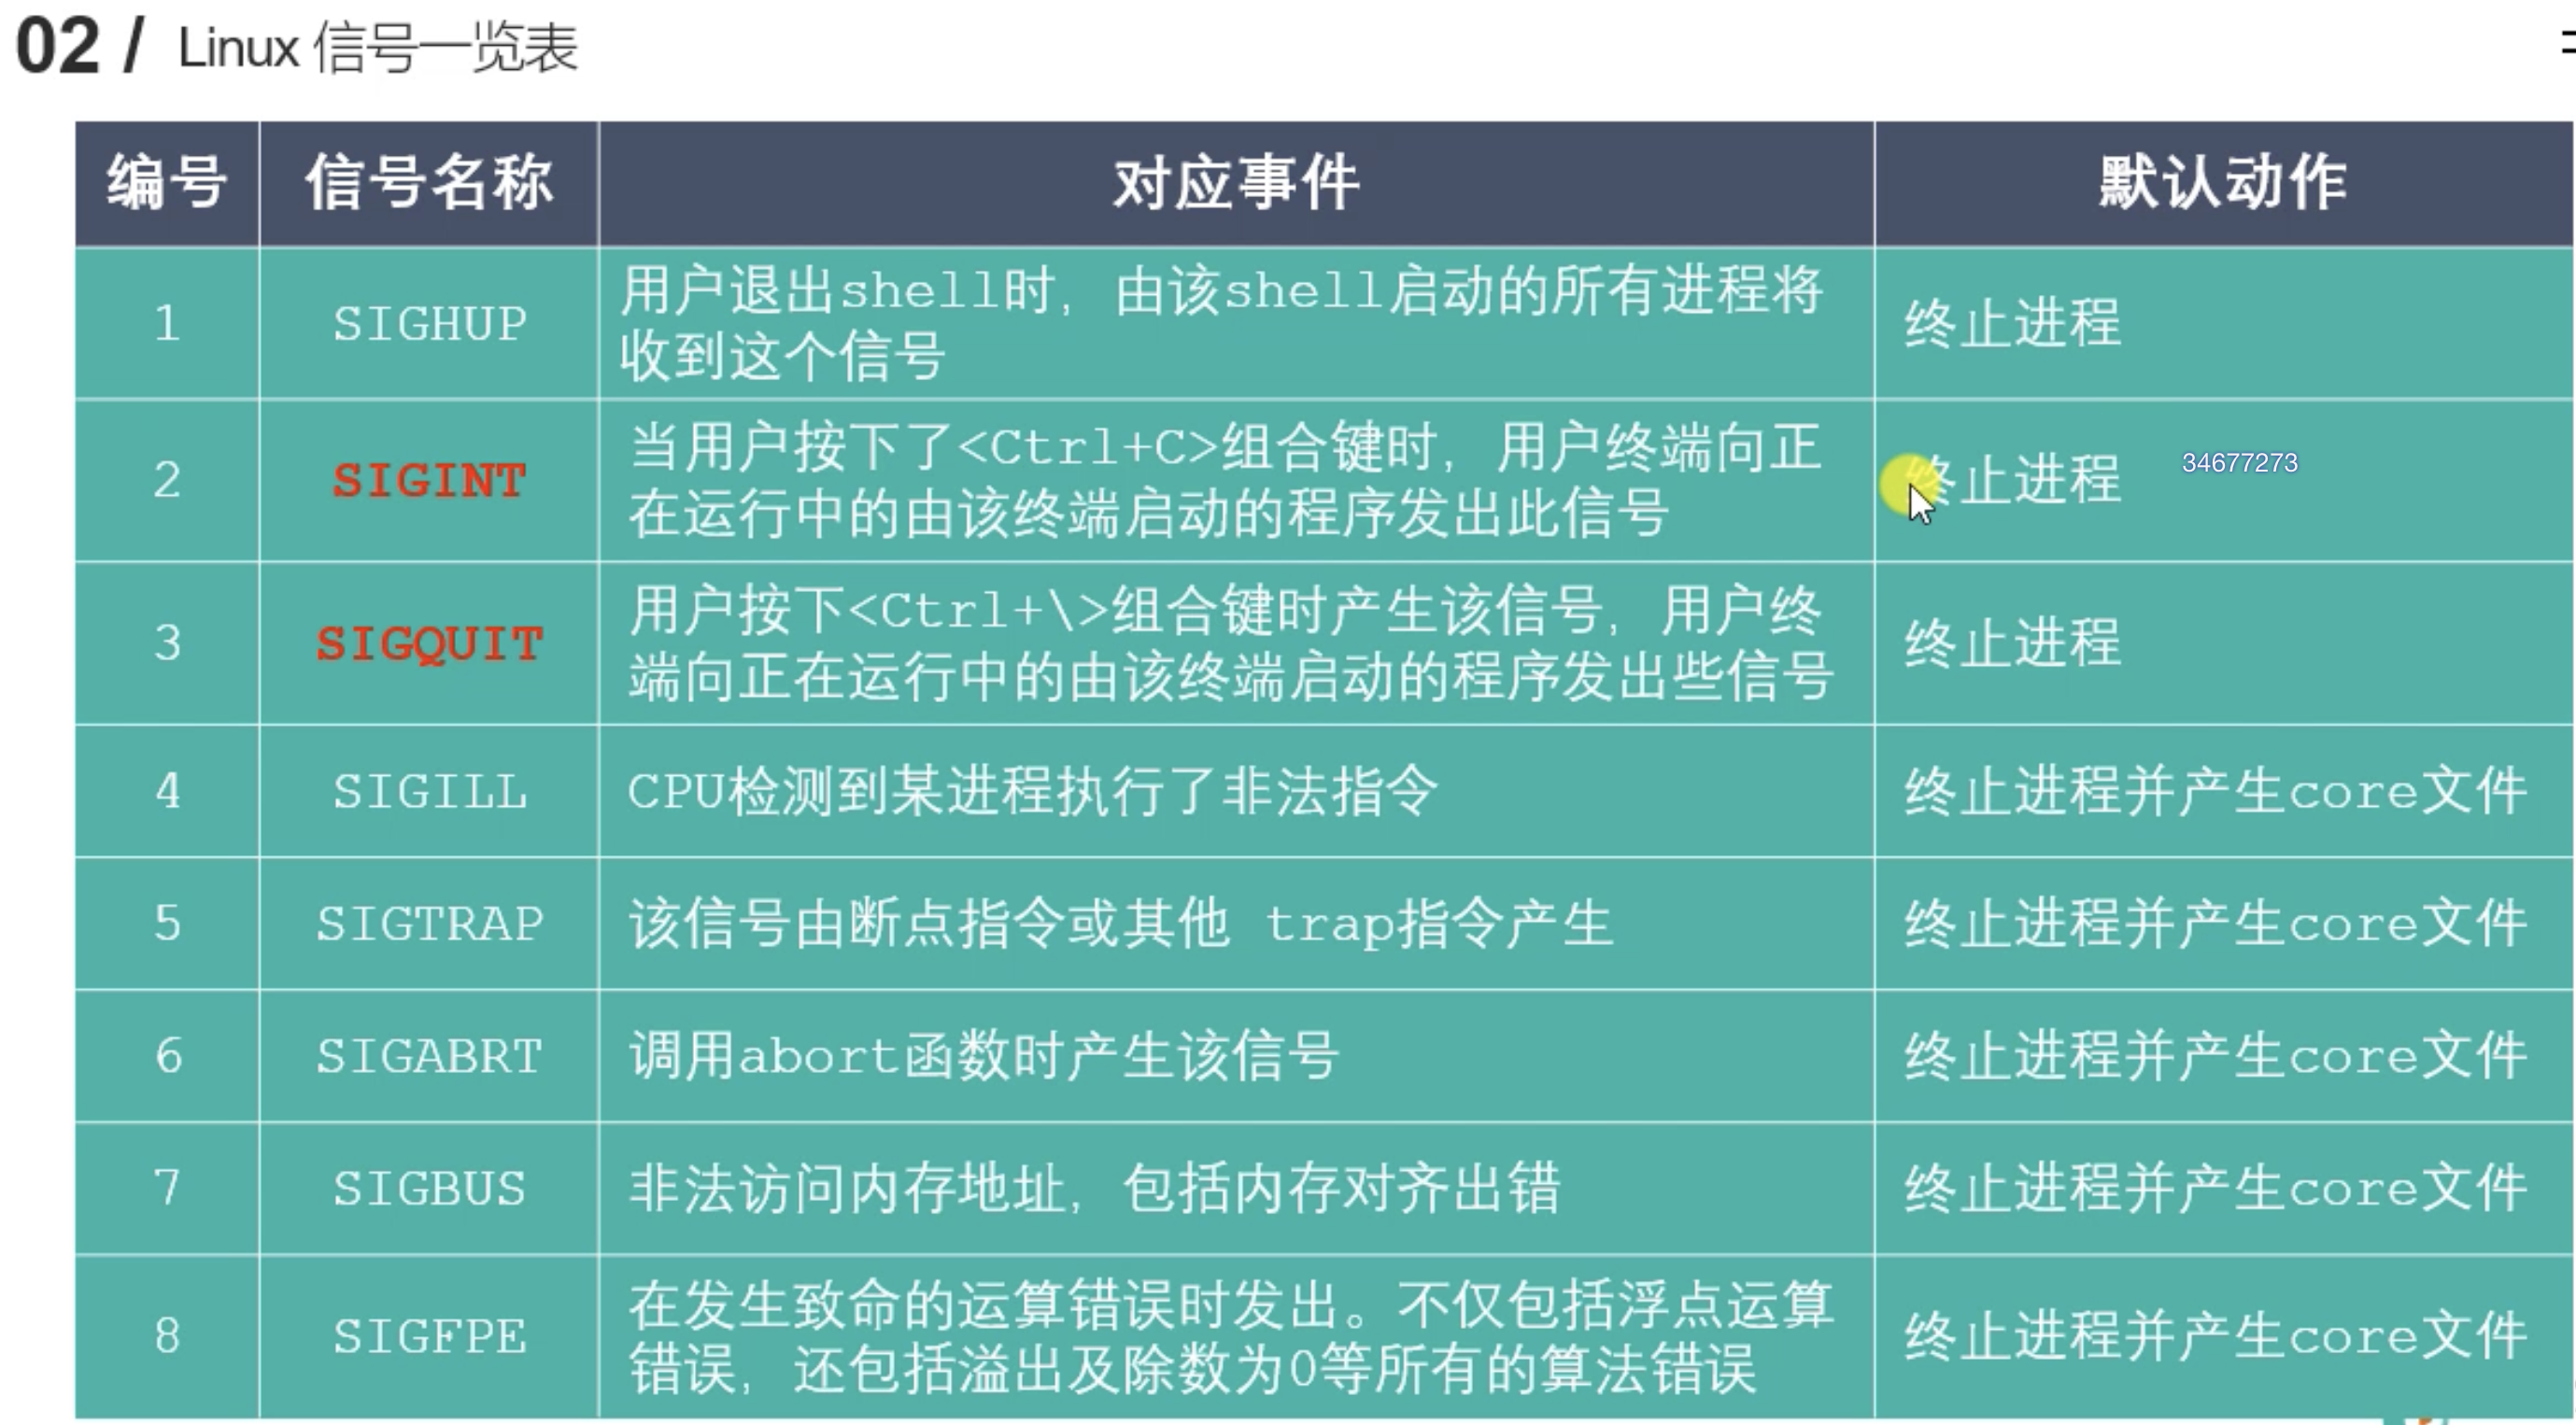 02 / Linux 信号一览表
编号 信号名称 对应事件 默认动作
1 SIGHUP 用户退出shell时，由该shell启动的所有进程将
收到这个信号 终止进程
2 SIGINT 当用户按下了<Ctrl+C>组合键时，用户终端向正
在运行中的由该终端启动的程序发出此信号 终止进程 34677273
3 SIGQUIT 用户按下<Ctrl+\>组合键时产生该信号，用户终
端向正在运行中的由该终端启动的程序发出些信号 终止进程
4 SIGILL CPU检测到某进程执行了非法指令 终止进程并产生core文件
5 SIGTRAP 该信号由断点指令或其他 trap指令产生 终止进程并产生core文件
6 SIGABRT 调用abort函数时产生该信号 终止进程并产生core文件
7 SIGBUS 非法访问内存地址，包括内存对齐出错 终止进程并产生core文件
8 SIGFPE 在发生致命的运算错误时发出。不仅包括浮点运算
错误，还包括溢出及除数为0等所有的算法错误 终止进程并产生core文件